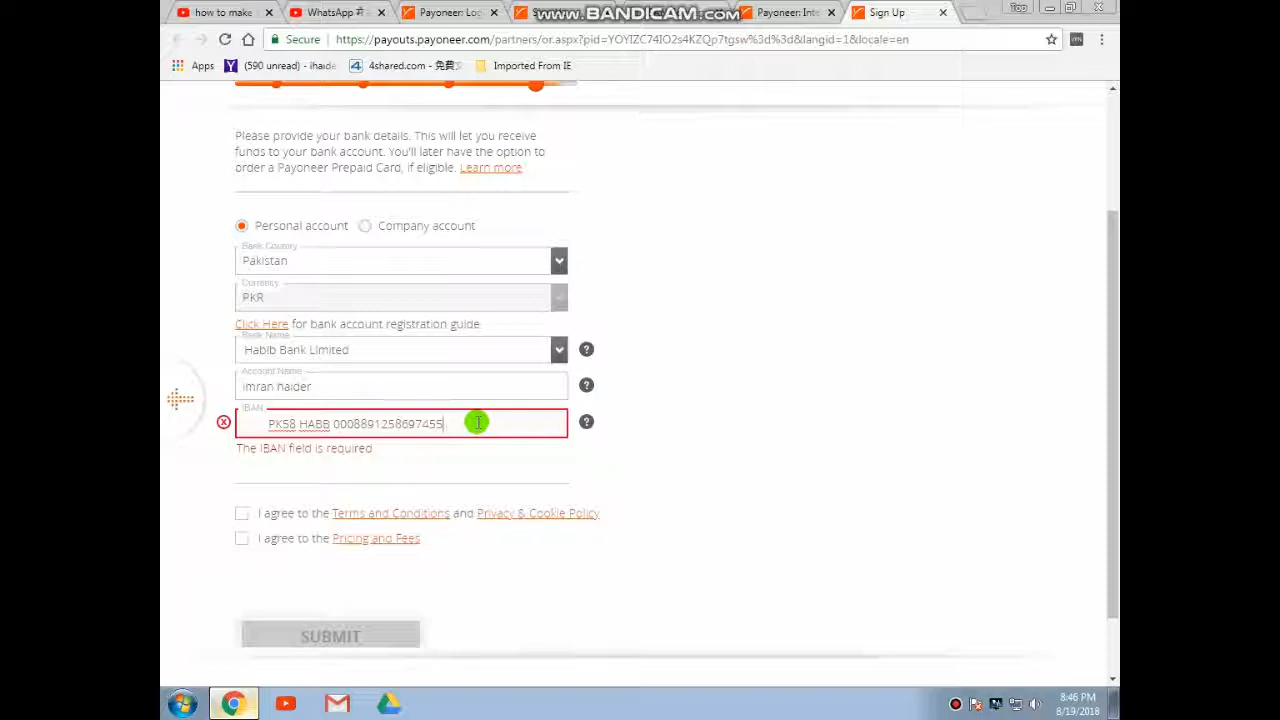 how to make
WhatsApp
Payoneer: Log
Payoneer: Int
Sign Up
www.BANDICAM.com
Secure
https://payouts.payoneer.com/partners/or.aspx?pid=YOYIZC74IO2s4KZQp7tgsw%3d%3d&langid=1&locale=en
Apps
(590 unread) - ihaide
4shared.com - 免費
Imported From IE
Please provide your bank details. This will let you receive
funds to your bank account. You'll later have the option to
order a Payoneer Prepaid Card, if eligible. Learn more
Personal account
Company account
Bank Country
Pakistan
Currency
PKR
Click Here for bank account registration guide
Bank Name
Habib Bank Limited
Account Name
imran haider
IBAN
PK58 HABB 0008891258697455
The IBAN field is required
I agree to the Terms and Conditions and Privacy & Cookie Policy
I agree to the Pricing and Fees
SUBMIT
8:46 PM
8/19/2018